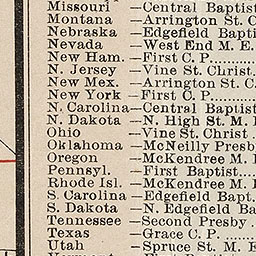 Missouri —Central Baptist
Montana —Arrington St. C
Nebraska —Edgefield Bapti
Nevada —West End M. E.
New Ham. —First C. P.........
N. Jersey —Vine St. Christ.
New Mex. —Arrington St. C
New York —First C. P.........
N. Carolina—Central Baptist
N. Dakota —N. High St. M. 
Ohio —Vine St. Christ
Oklahoma —McNeilly Presb
Oregon —McKendree M. E
Pennsyl. —First Baptist.....
Rhode Isl. —McKendree M. E
S. Carolina —Edgefield Bapt.
S. Dakota —N. Edgefield Ba
Tennessee —Second Presby .
Texas —Grace C. P.........
Utah —Spruce St. M. E